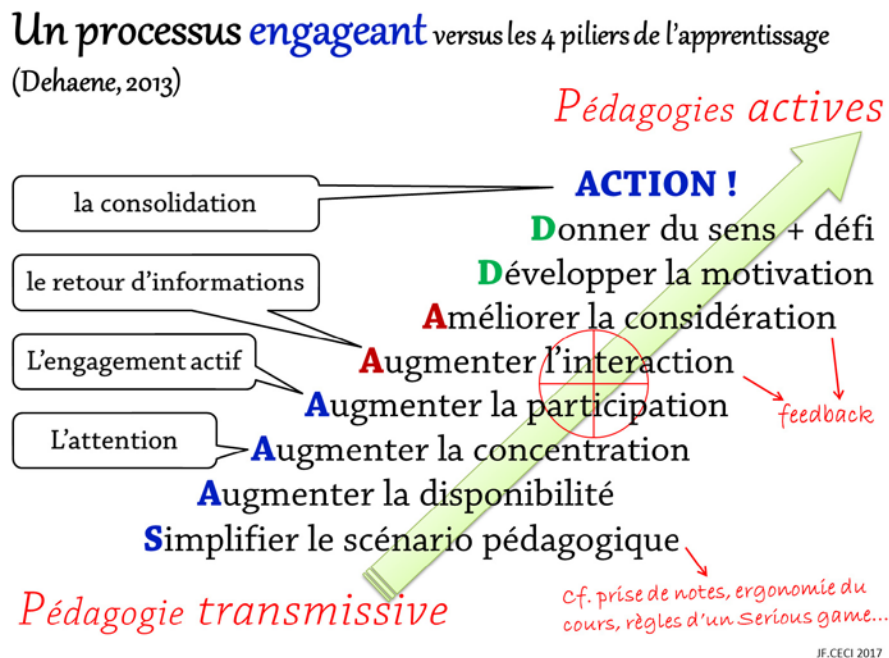 Un processus engageant versus les 4 piliers de l'apprentissage
(Dehaene, 2013)
Pédagogies actives
ACTION !
la consolidation
Donner du sens + défi
Développer la motivation
le retour d'informations
Améliorer la considération
Augmenter l'interaction
L'engagement actif
Augmenter la participation
feedback
L'attention
Augmenter la concentration
Augmenter la disponibilité
Simplifier le scénario pédagogique
Pédagogie transmissive
Cf. prise de notes, ergonomie du
cours, règles d'un Serious game...
JF.CECI 2017